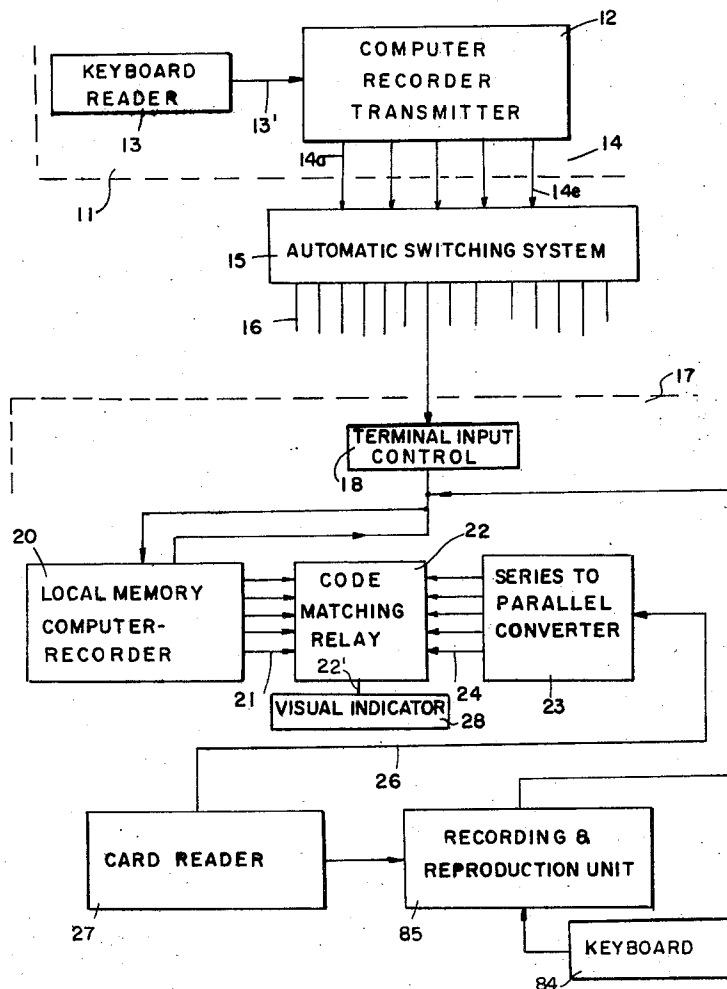 12
COMPUTER
RECORDER
TRANSMITTER
KEYBOARD
READER
13
13'
14a
14
14e
11
15
AUTOMATIC SWITCHING SYSTEM
16
17
TERMINAL INPUT
CONTROL
18
20
LOCAL MEMORY
COMPUTER-
RECORDER
21
22
CODE
MATCHING
RELAY
22'
SERIES TO
PARALLEL
CONVERTER
23
24
VISUAL INDICATOR
28
26
CARD READER
27
RECORDING &
REPRODUCTION UNIT
85
KEYBOARD
84